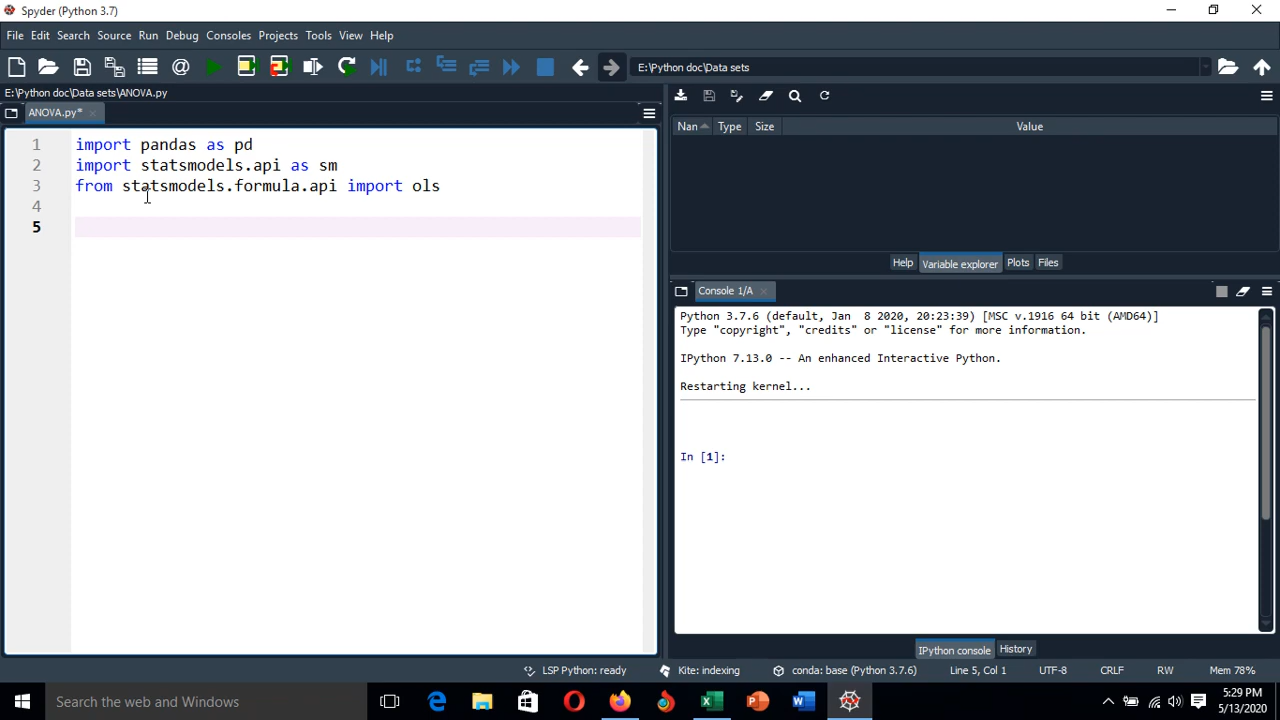 Spyder (Python 3.7)
File Edit Search Source Run Debug Consoles Projects Tools View Help
E:\Python doc\Data sets
E:\Python doc\Data sets\ANOVA.py
ANOVA.py*
1 import pandas as pd
2 import statsmodels.api as sm
3 from statsmodels.formula.api import ols
4
5
Nan Type Size Value
Help Variable explorer Plots Files
Console 1/A
Python 3.7.6 (default, Jan 8 2020, 20:23:39) [MSC v.1916 64 bit (AMD64)]
Type "copyright", "credits" or "license" for more information.
IPython 7.13.0 -- An enhanced Interactive Python.
Restarting kernel...
In [1]:
IPython console History
LSP Python: ready Kite: indexing conda: base (Python 3.7.6) Line 5, Col 1 UTF-8 CRLF RW Mem 78%
Search the web and Windows
5:29 PM
5/13/2020